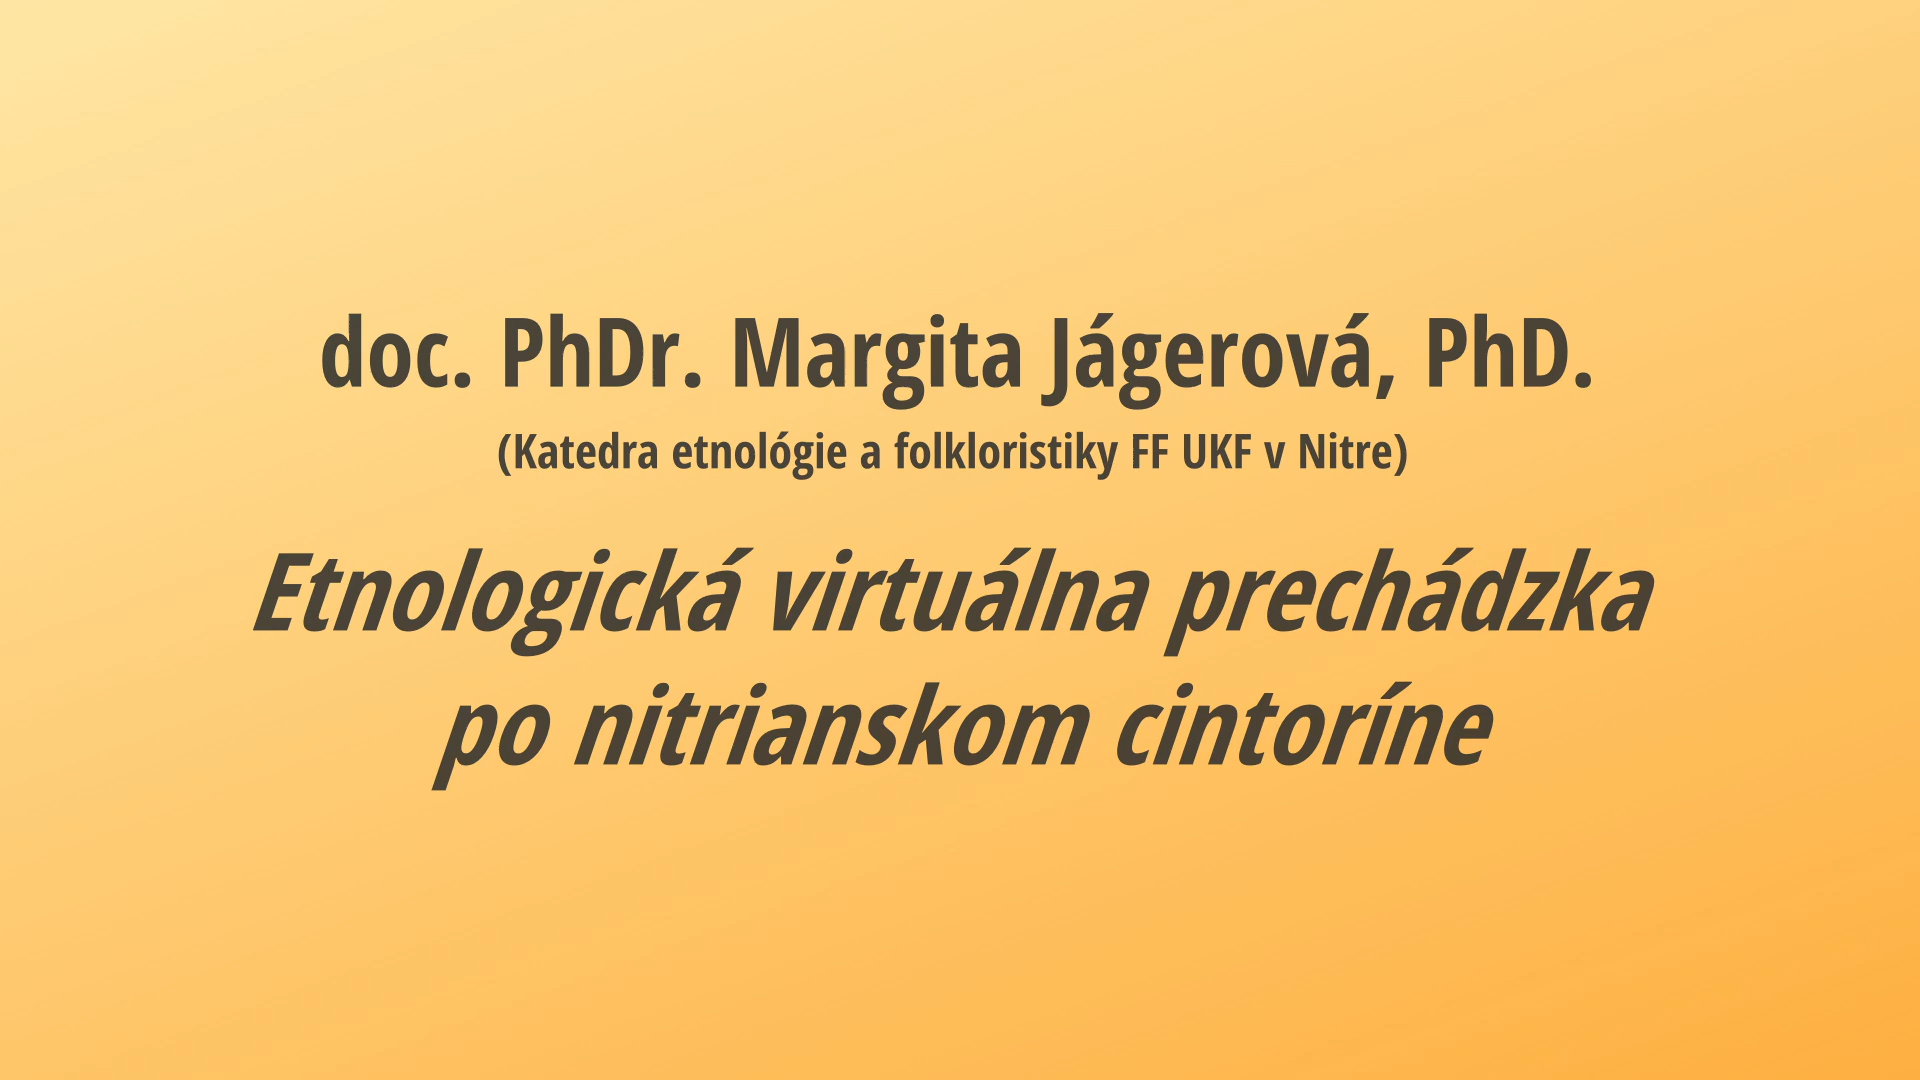 doc. PhDr. Margita Jágerová, PhD.
(Katedra etnológie a folkloristiky FF UKF v Nitre)
Etnologická virtuálna prechádzka
po nitrianskom cintoríne